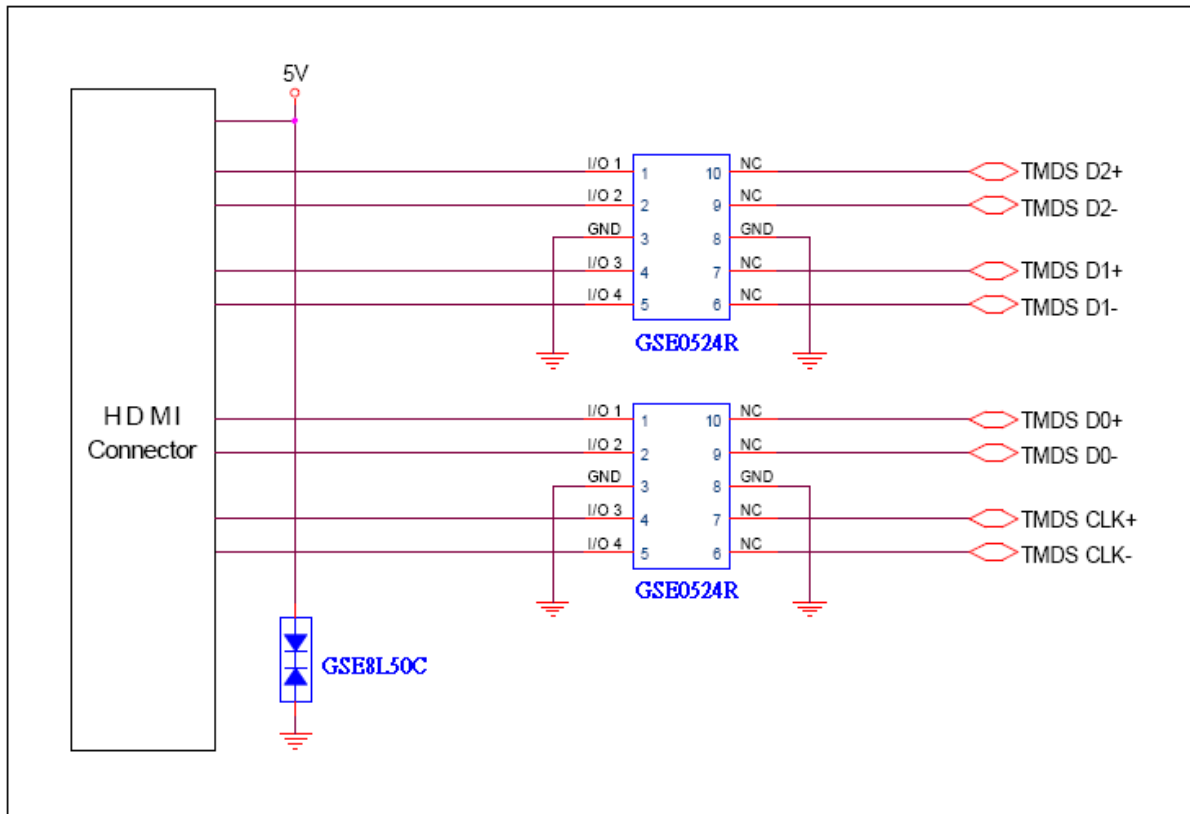 5V
I/O 1 1 10 NC TMDS D2+
I/O 2 2 9 NC TMDS D2-
GND 3 8 GND
I/O 3 4 7 NC TMDS D1+
I/O 4 5 6 NC TMDS D1-
GSE0524R
HDMI
Connector
I/O 1 1 10 NC TMDS D0+
I/O 2 2 9 NC TMDS D0-
GND 3 8 GND
I/O 3 4 7 NC TMDS CLK+
I/O 4 5 6 NC TMDS CLK-
GSE0524R
GSE8L50C